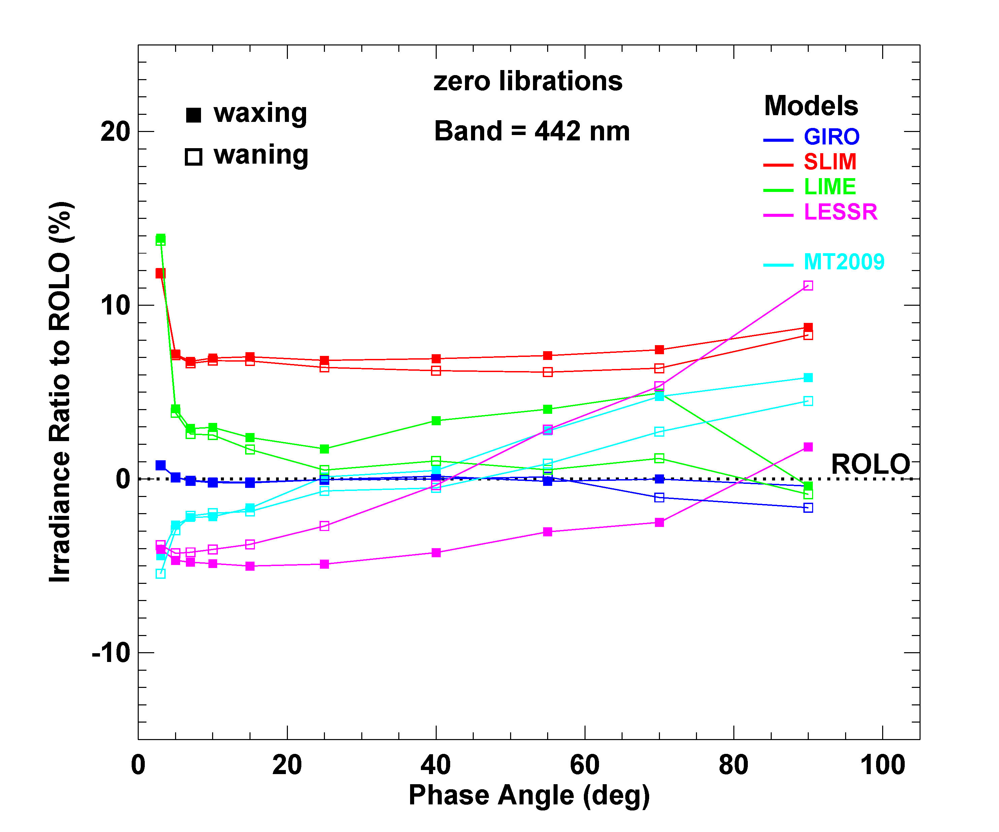 zero librations
Band = 442 nm
waxing
waning
Models
GIRO
SLIM
LIME
LESSR
MT2009
ROLO
Irradiance Ratio to ROLO (%)
20
10
0
-10
0 20 40 60 80 100
Phase Angle (deg)